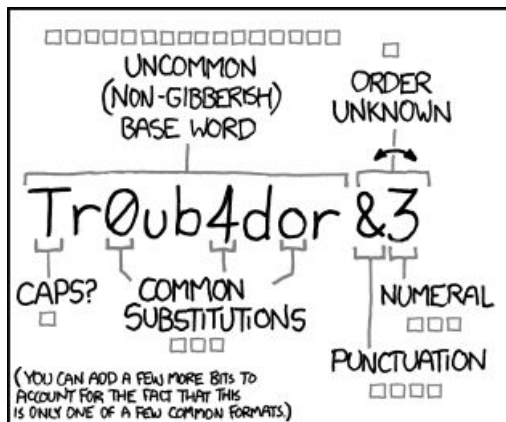 UNCOMMON
(NON-GIBBERISH)
BASE WORD
ORDER
UNKNOWN
Tr0ub4dor &3
CAPS?
COMMON
SUBSTITUTIONS
NUMERAL
PUNCTUATION
(YOU CAN ADD A FEW MORE BITS TO
ACCOUNT FOR THE FACT THAT THIS
IS ONLY ONE OF A FEW COMMON FORMATS.)